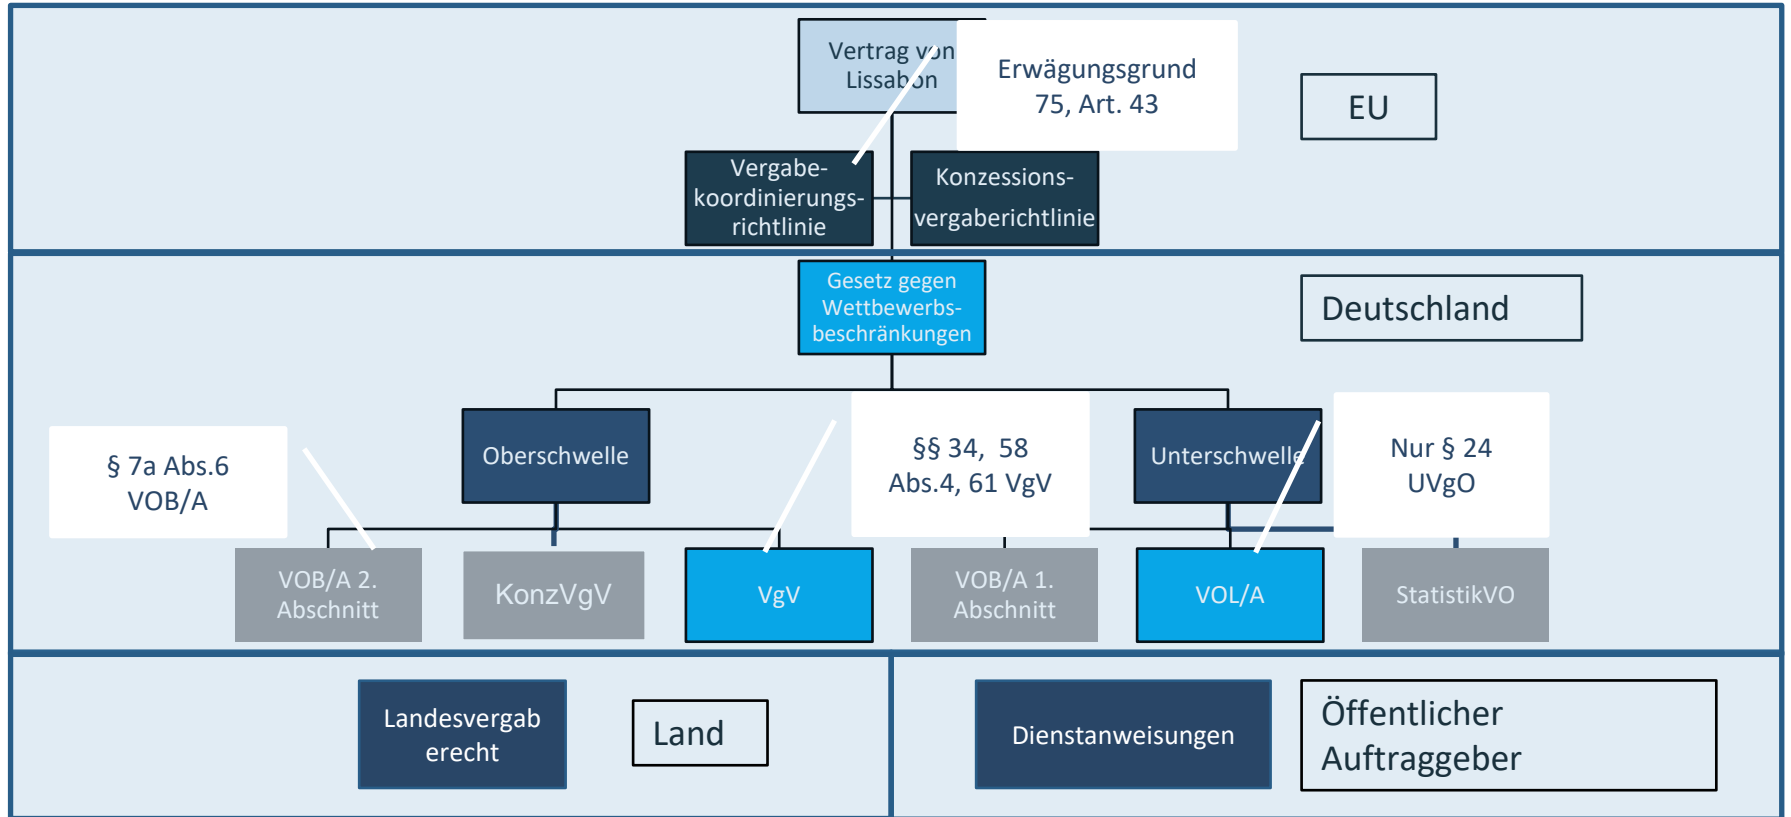 Vertrag von
Lissabon
Erwägungsgrund
75, Art. 43
EU
Vergabe-
koordinierungs-
richtlinie
Konzessions-
vergaberichtlinie
Gesetz gegen
Wettbewerbs-
beschränkungen
Deutschland
§ 7a Abs.6
VOB/A
Oberschwelle
§§ 34, 58
Abs.4, 61 VgV
Unterschwelle
Nur § 24
UVgO
VOB/A 2.
Abschnitt
KonzVgV
VgV
VOB/A 1.
Abschnitt
VOL/A
StatistikVO
Landesvergab
erecht
Land
Dienstanweisungen
Öffentlicher
Auftraggeber